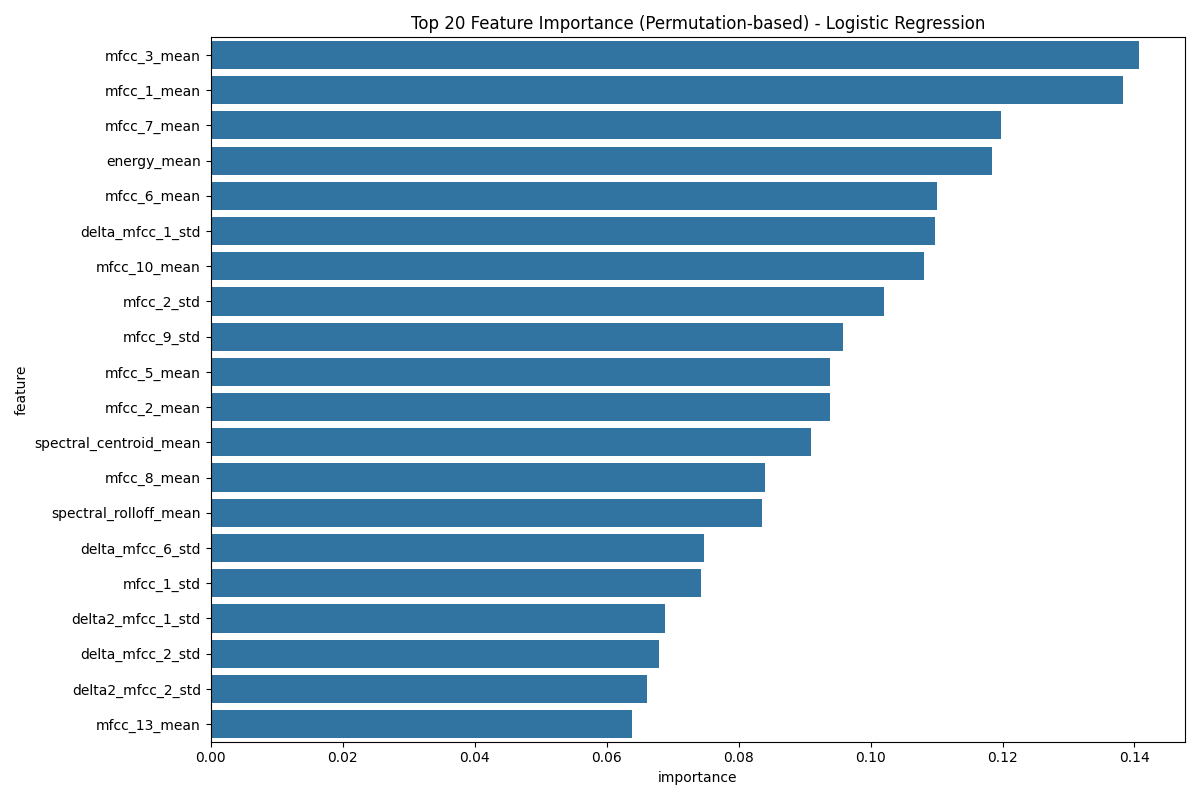 Top 20 Feature Importance (Permutation-based) - Logistic Regression
mfcc_3_mean
mfcc_1_mean
mfcc_7_mean
energy_mean
mfcc_6_mean
delta_mfcc_1_std
mfcc_10_mean
mfcc_2_std
mfcc_9_std
mfcc_5_mean
mfcc_2_mean
spectral_centroid_mean
mfcc_8_mean
spectral_rolloff_mean
delta_mfcc_6_std
mfcc_1_std
delta2_mfcc_1_std
delta_mfcc_2_std
delta2_mfcc_2_std
mfcc_13_mean
feature
0.00 0.02 0.04 0.06 0.08 0.10 0.12 0.14
importance